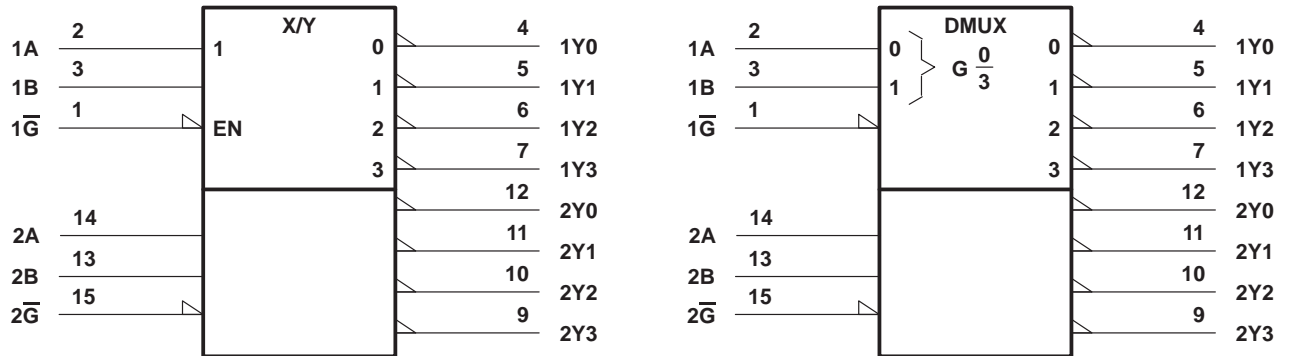 X/Y
1A 2 1 0 4 1Y0
1B 3 1 5 1Y1
1G̅ 1 EN 2 6 1Y2
3 7 1Y3
12 2Y0
2A 14 11 2Y1
2B 13 10 2Y2
2G̅ 15 9 2Y3
DMUX
1A 2 0 G 0/3 0 4 1Y0
1B 3 1 1 5 1Y1
1G̅ 1 2 6 1Y2
3 7 1Y3
12 2Y0
2A 14 11 2Y1
2B 13 10 2Y2
2G̅ 15 9 2Y3